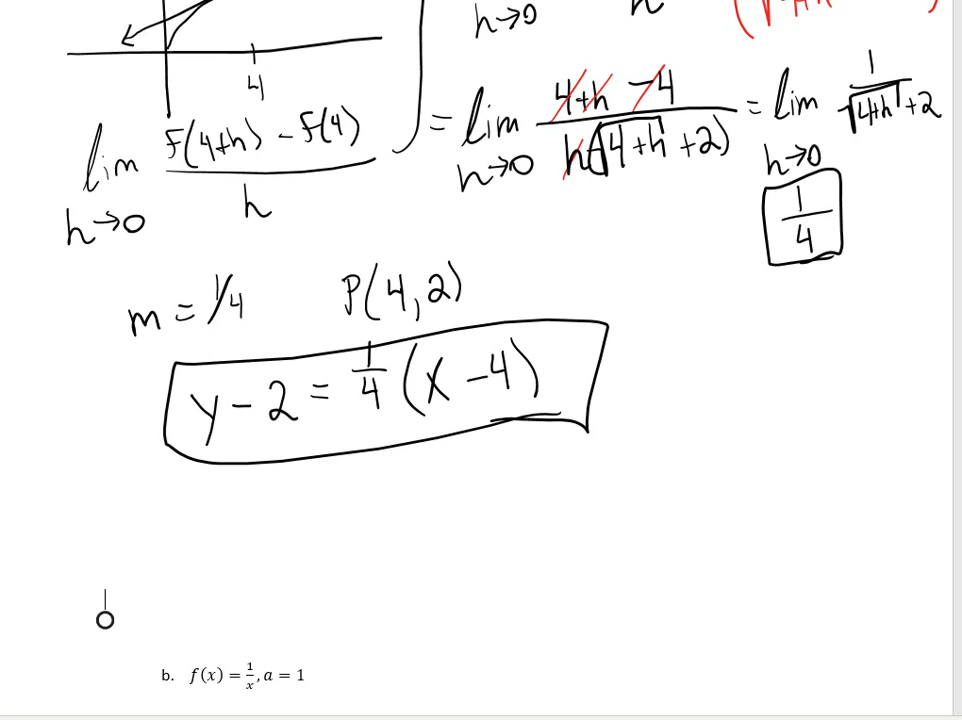 h→0 h
4
lim f(4+h) - f(4) / h
h→0
= lim 4+h -4 / h(√4+h +2) = lim 1 / √4+h +2
h→0 h→0
1/4
m = 1/4 P(4,2)
y - 2 = 1/4 (x - 4)
b. f(x) = 1/x, a = 1